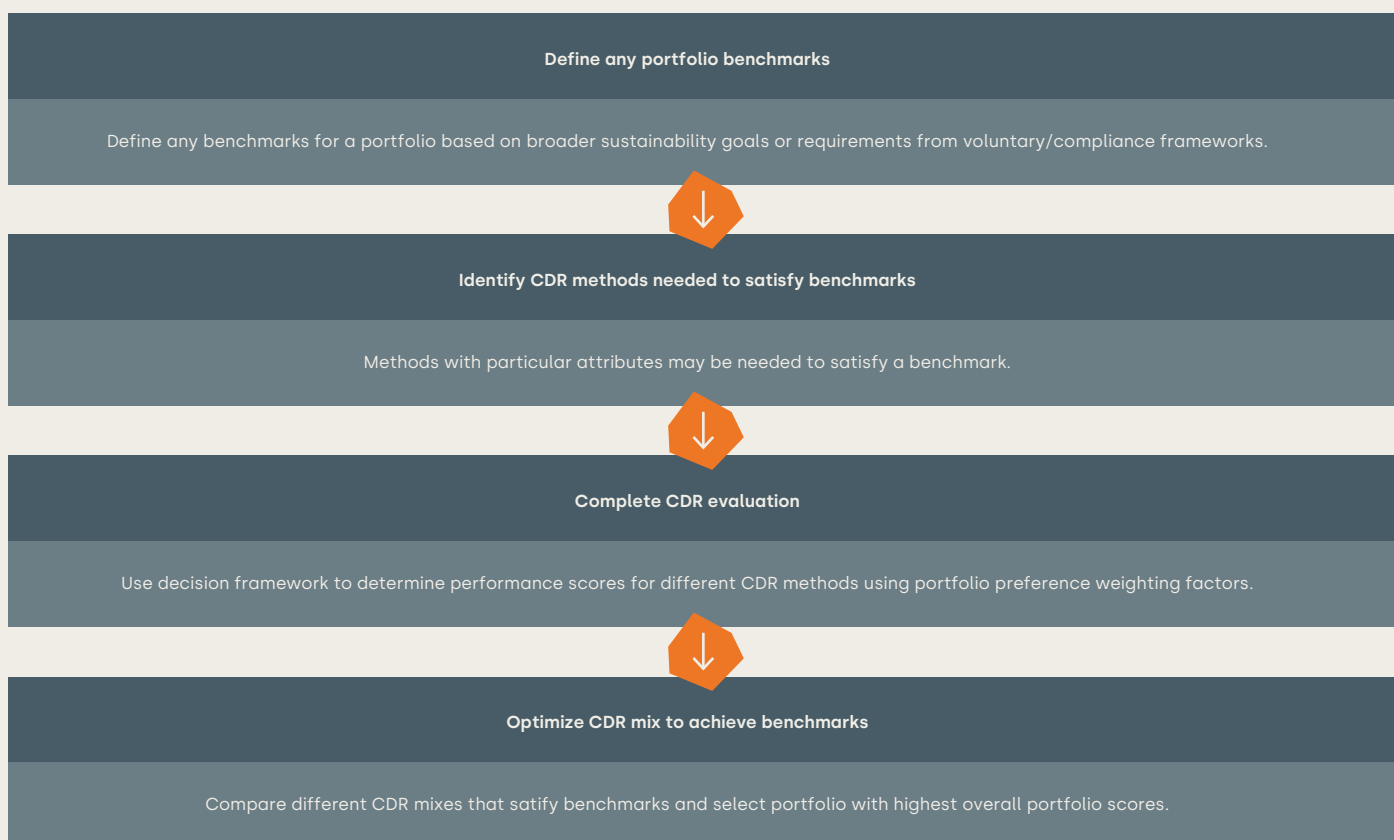 Define any portfolio benchmarks
Define any benchmarks for a portfolio based on broader sustainability goals or requirements from voluntary/compliance frameworks.
Identify CDR methods needed to satisfy benchmarks
Methods with particular attributes may be needed to satisfy a benchmark.
Complete CDR evaluation
Use decision framework to determine performance scores for different CDR methods using portfolio preference weighting factors.
Optimize CDR mix to achieve benchmarks
Compare different CDR mixes that satify benchmarks and select portfolio with highest overall portfolio scores.